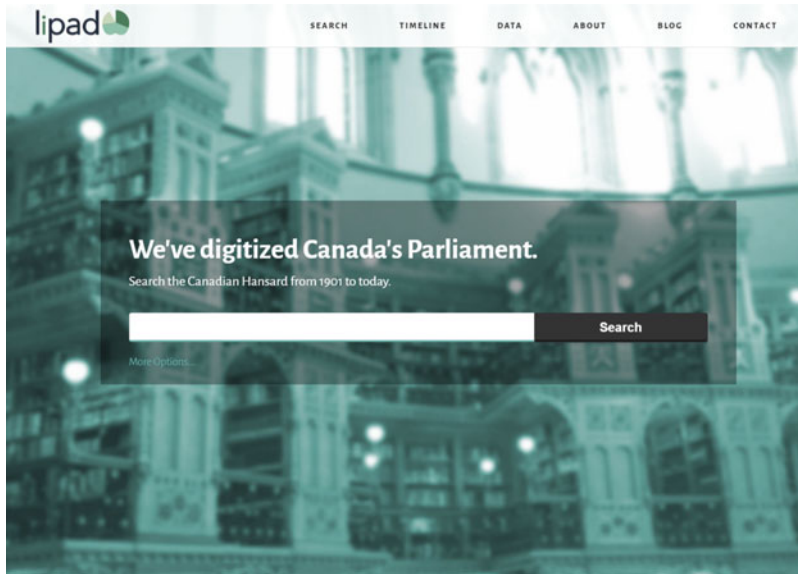 lipad
SEARCH TIMELINE DATA ABOUT BLOG CONTACT
We've digitized Canada's Parliament.
Search the Canadian Hansard from 1901 to today.
Search
More Options...